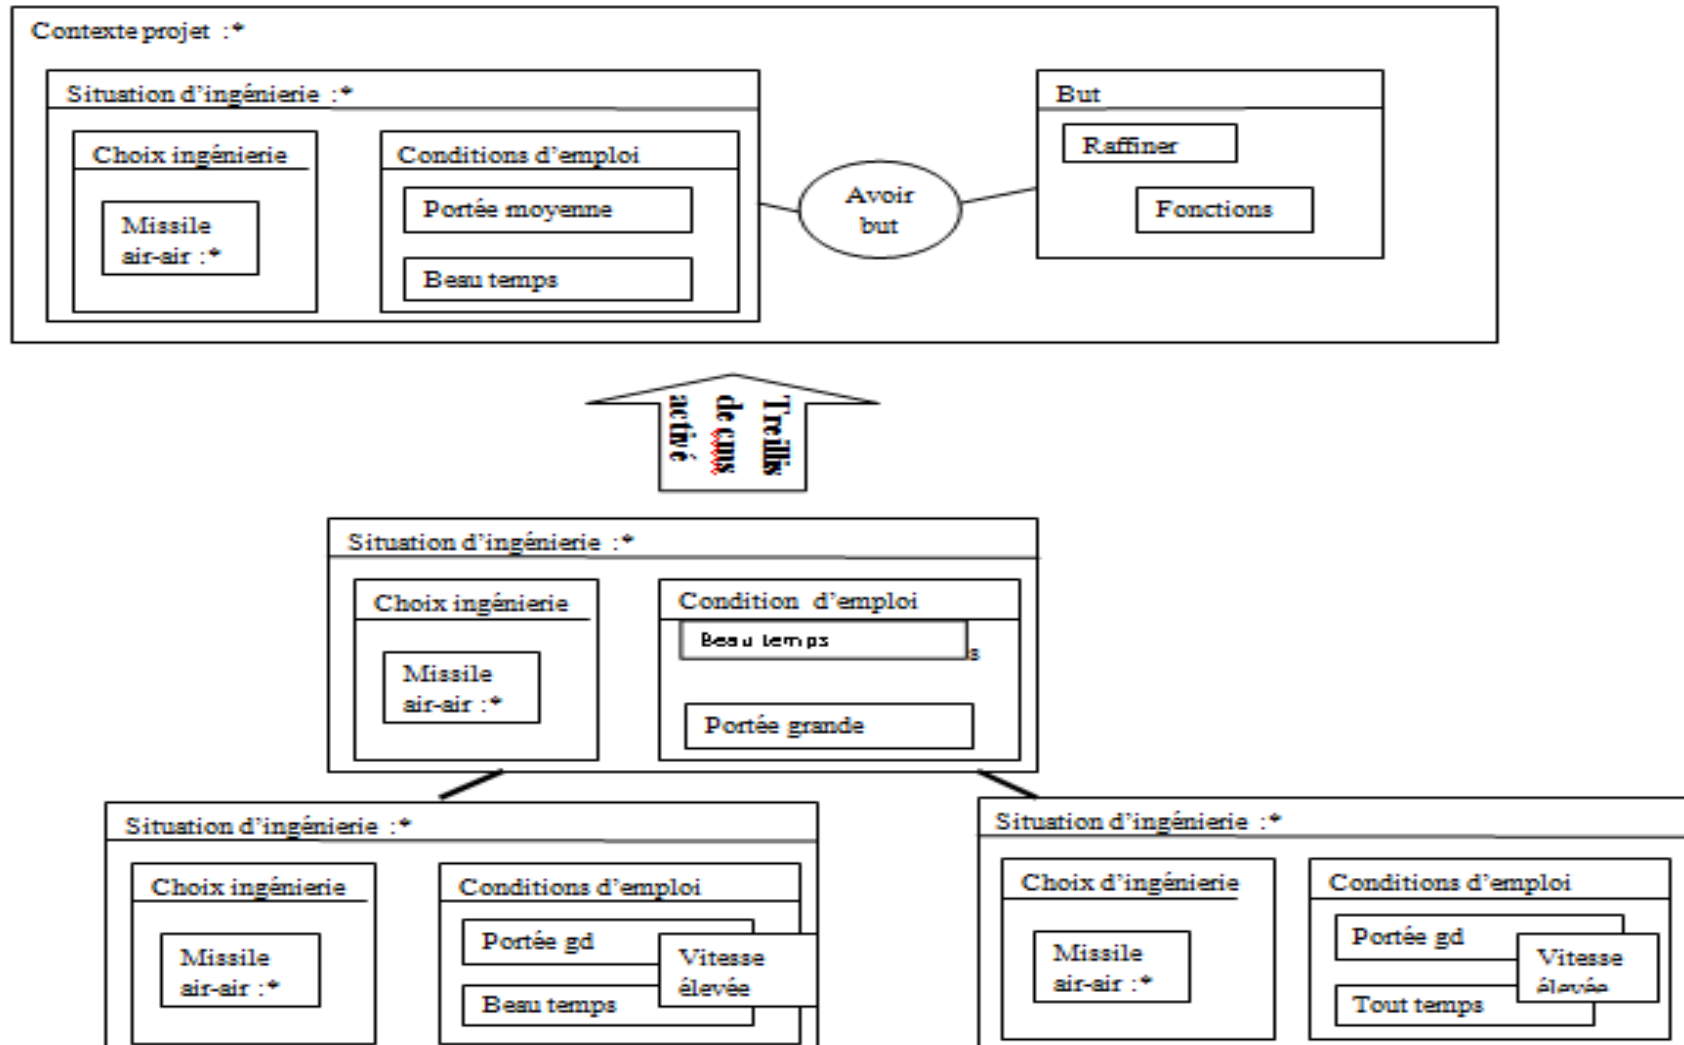 Contexte projet :*
Situation d'ingénierie :*
Choix ingénierie
Missile
air-air :*
Conditions d'emploi
Portée moyenne
Beau temps
Avoir
but
But
Raffiner
Fonctions
Treillis
de cms
activé
Situation d'ingénierie :*
Choix ingénierie
Missile
air-air :*
Condition d'emploi
Beau temps
s
Portée grande
Situation d'ingénierie :*
Choix ingénierie
Missile
air-air :*
Conditions d'emploi
Portée gd
Vitesse
élevée
Beau temps
Situation d'ingénierie :*
Choix d'ingénierie
Missile
air-air :*
Conditions d'emploi
Portée gd
Vitesse
élevée
Tout temps